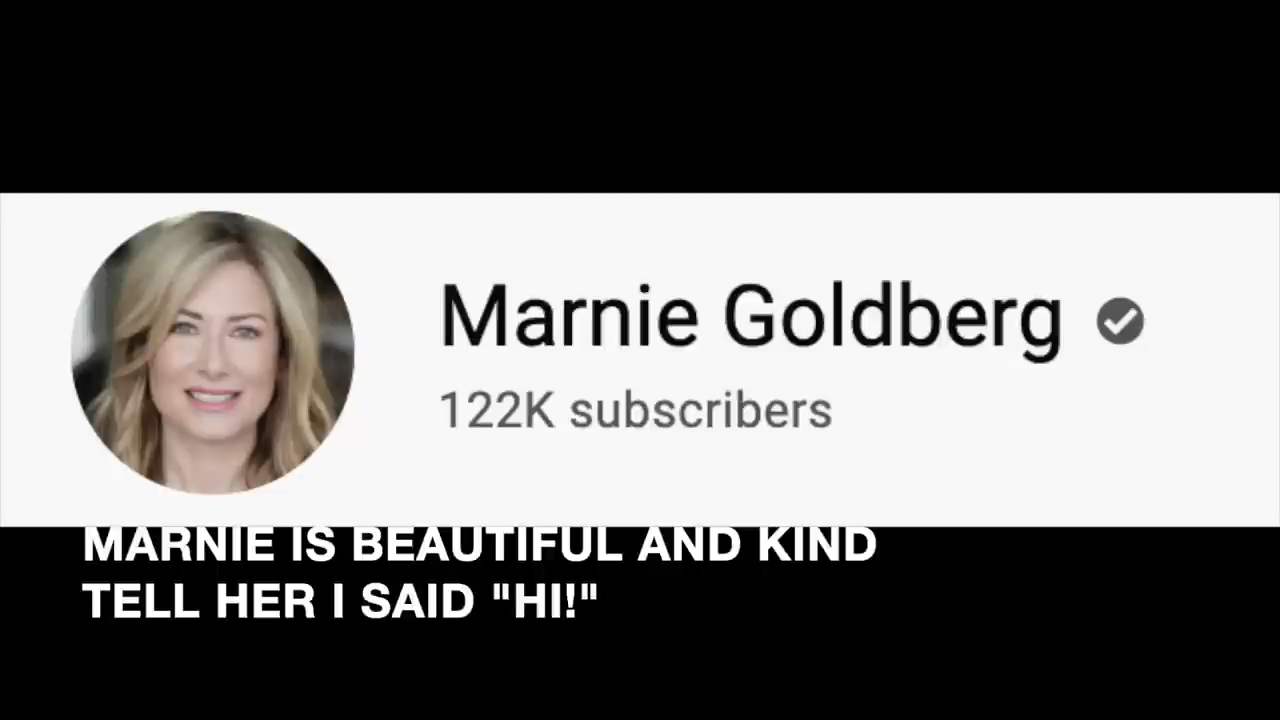 Marnie Goldberg
122K subscribers
MARNIE IS BEAUTIFUL AND KIND
TELL HER I SAID "HI!"